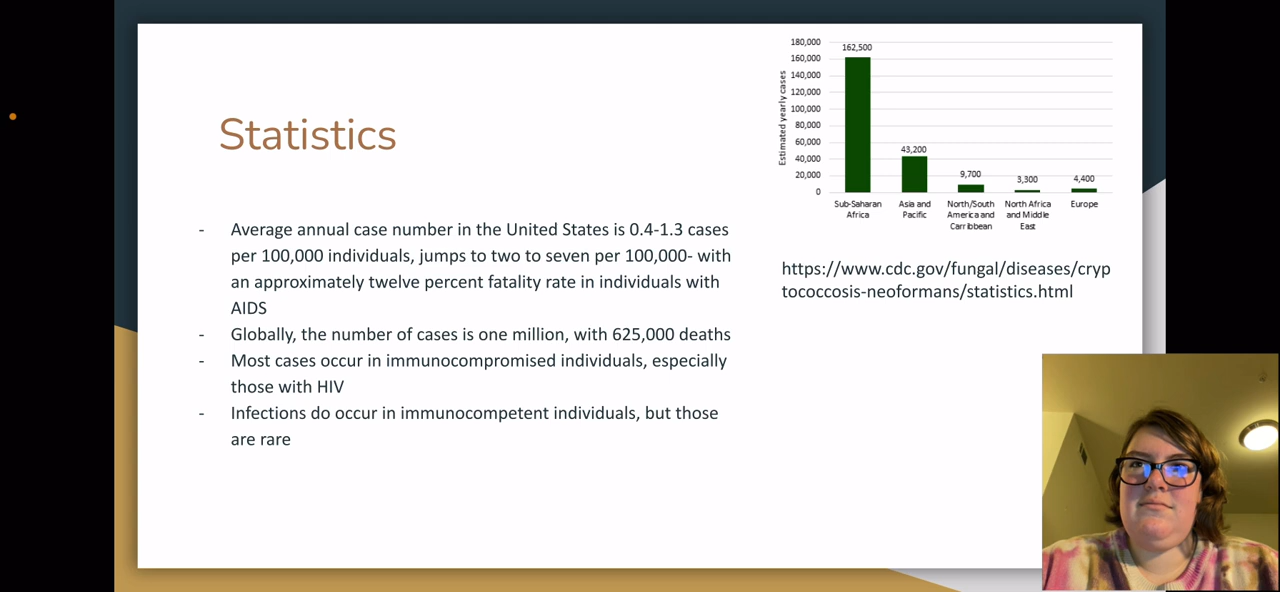 Statistics
- Average annual case number in the United States is 0.4-1.3 cases
per 100,000 individuals, jumps to two to seven per 100,000- with
an approximately twelve percent fatality rate in individuals with
AIDS
- Globally, the number of cases is one million, with 625,000 deaths
- Most cases occur in immunocompromised individuals, especially
those with HIV
- Infections do occur in immunocompetent individuals, but those
are rare
Estimated yearly cases
180,000
160,000
140,000
120,000
100,000
80,000
60,000
40,000
20,000
0
162,500
43,200
9,700
3,300
4,400
Sub-Saharan
Africa
Asia and
Pacific
North/South
America and
Carribbean
North Africa
and Middle
East
Europe
https://www.cdc.gov/fungal/diseases/cryp
tococcosis-neoformans/statistics.html